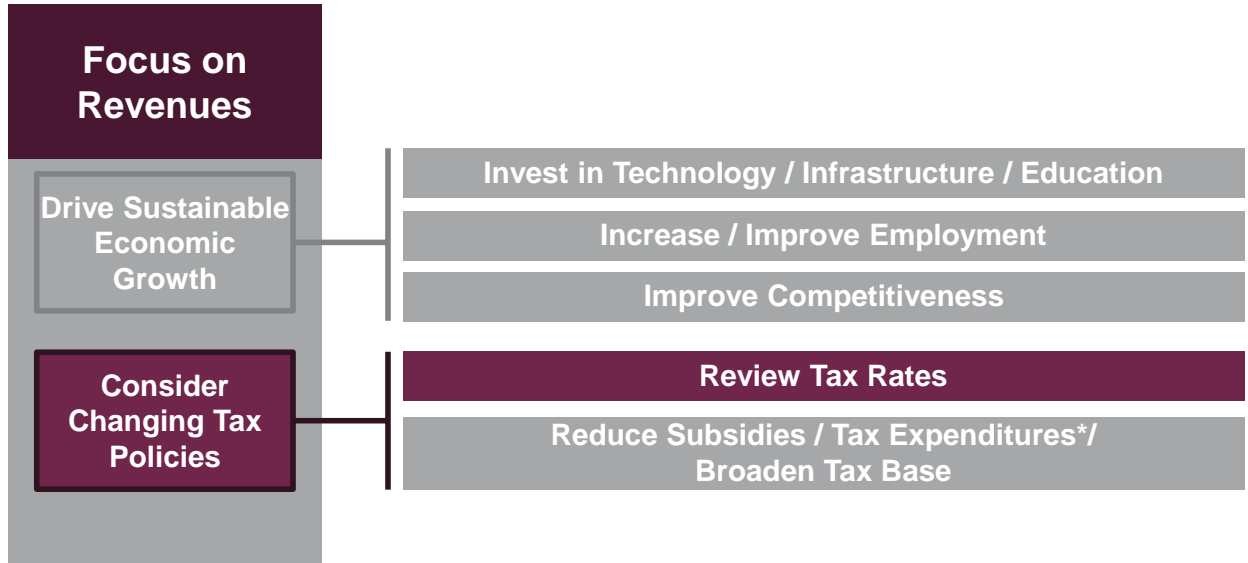 Focus on
Revenues
Invest in Technology / Infrastructure / Education
Drive Sustainable
Economic
Growth
Increase / Improve Employment
Improve Competitiveness
Consider
Changing Tax
Policies
Review Tax Rates
Reduce Subsidies / Tax Expenditures*/
Broaden Tax Base